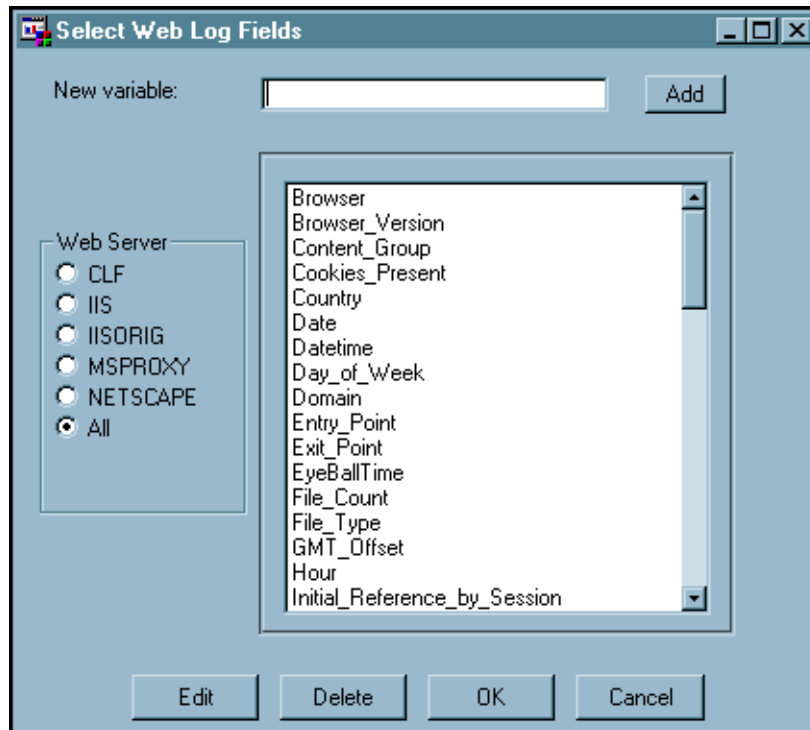 Select Web Log Fields
New variable:
Add
Web Server
CLF
IIS
IISORIG
MSPROXY
NETSCAPE
All
Browser
Browser_Version
Content_Group
Cookies_Present
Country
Date
Datetime
Day_of_Week
Domain
Entry_Point
Exit_Point
EyeBallTime
File_Count
File_Type
GMT_Offset
Hour
Initial_Reference_by_Session
Edit
Delete
OK
Cancel